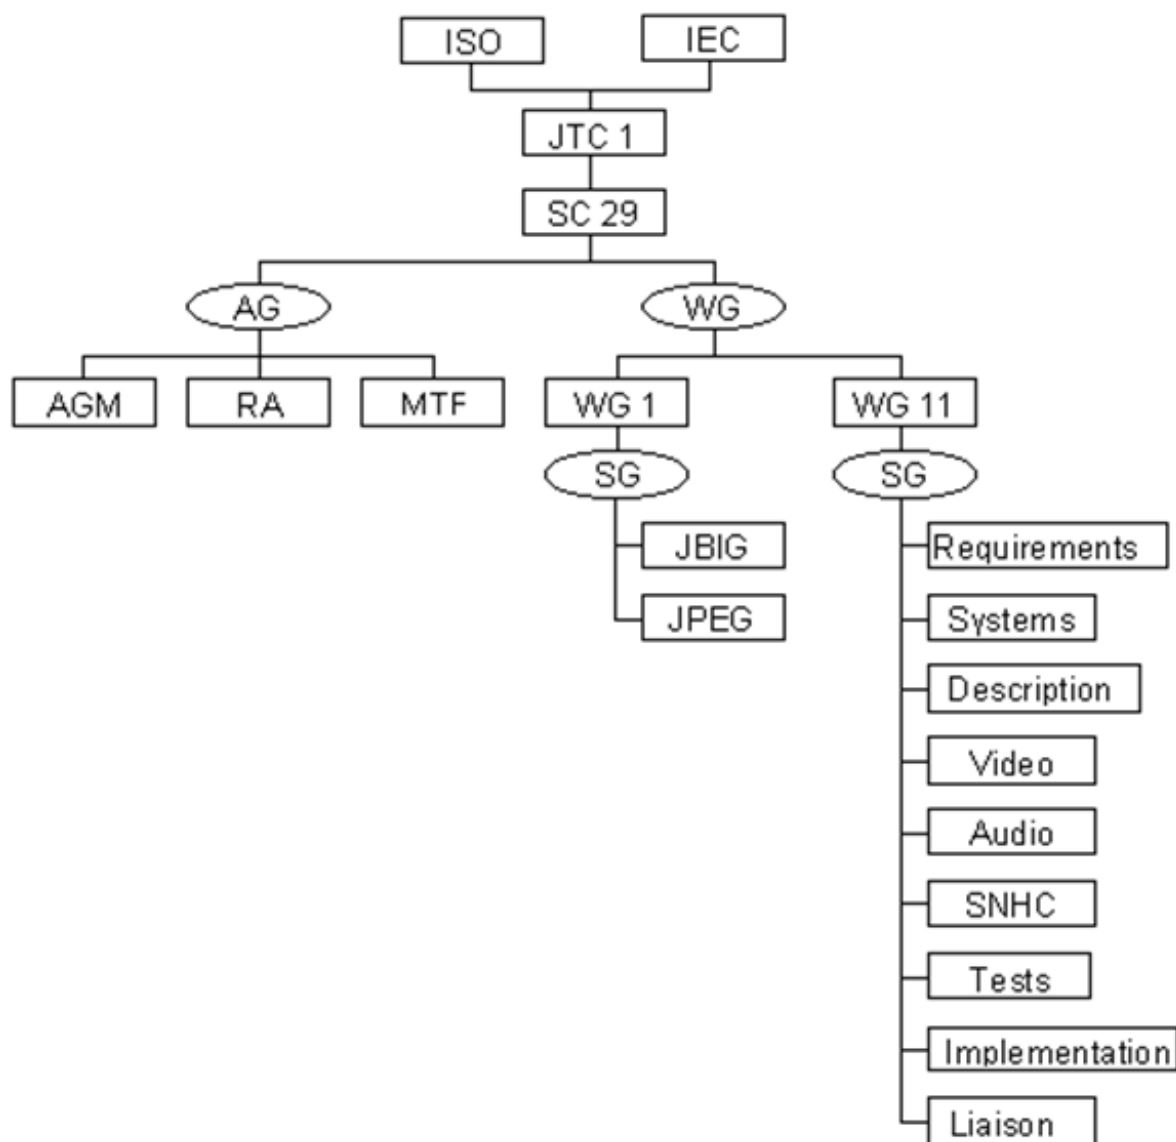 ISO
IEC
JTC 1
SC 29
AG
WG
AGM
RA
MTF
WG 1
WG 11
SG
SG
JBIG
Requirements
JPEG
Systems
Description
Video
Audio
SNHC
Tests
Implementation
Liaison